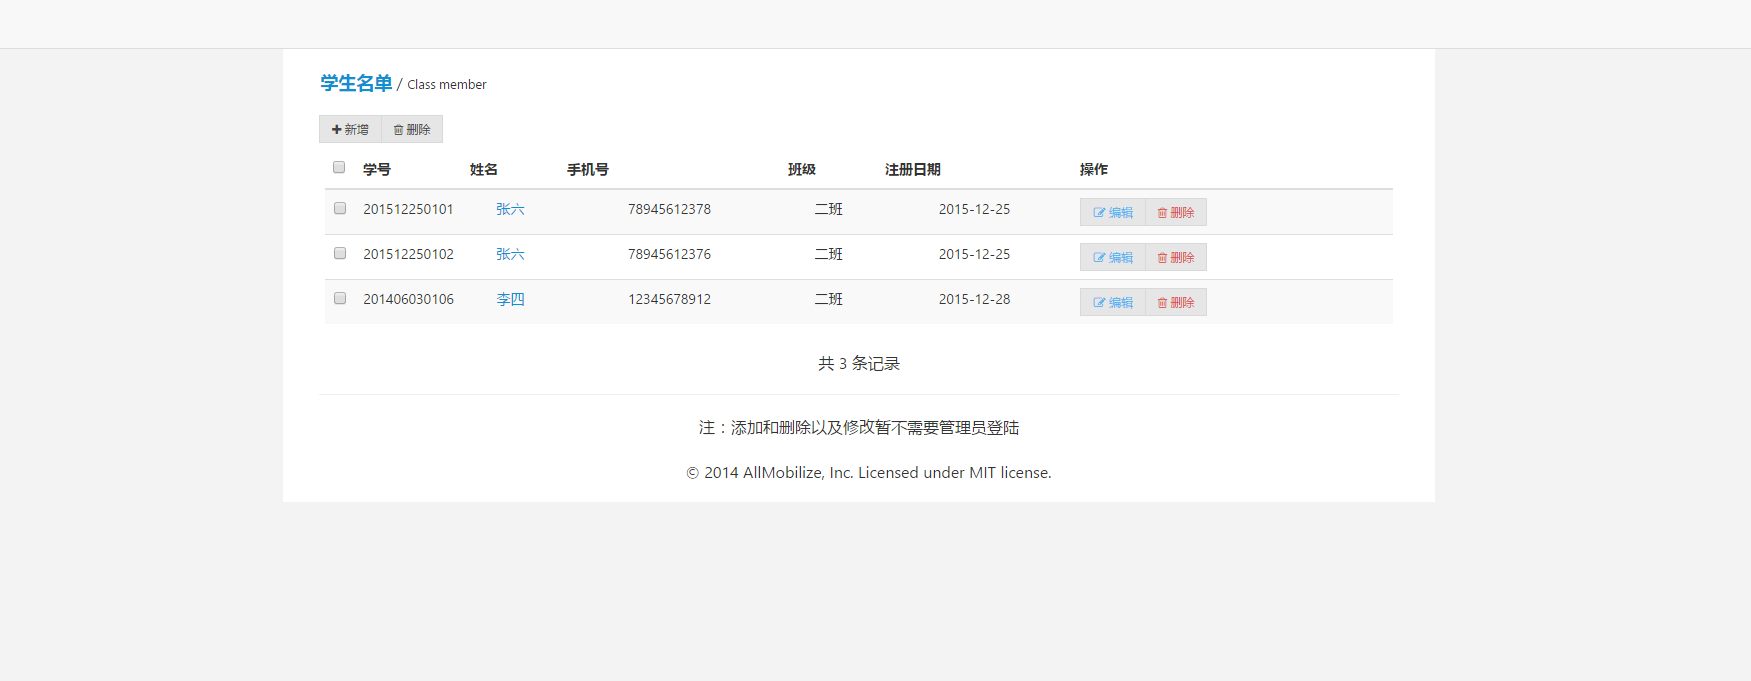 学生名单 / Class member
新增 删除
学号 姓名 手机号 班级 注册日期 操作
201512250101 张六 78945612378 二班 2015-12-25 编辑 删除
201512250102 张六 78945612376 二班 2015-12-25 编辑 删除
201406030106 李四 12345678912 二班 2015-12-28 编辑 删除
共 3 条记录
注：添加和删除以及修改暂不需要管理员登陆
© 2014 AllMobilize, Inc. Licensed under MIT license.